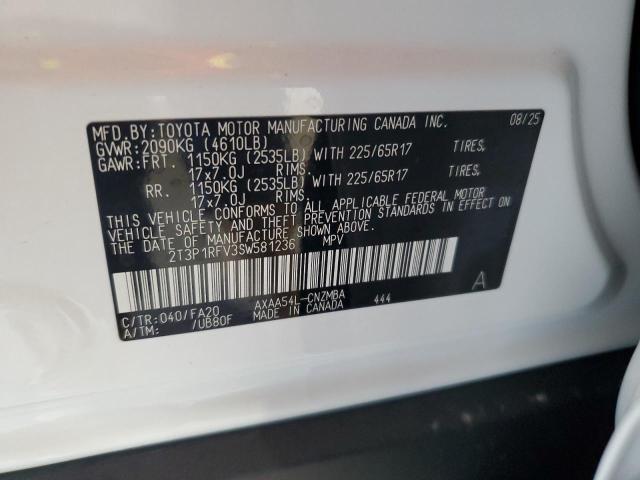 MFD.BY:TOYOTA MOTOR MANUFACTURING CANADA INC. 08/25
GVWR:2090KG (4610LB)
GAWR:FRT. 1150KG (2535LB) WITH 225/65R17 TIRES,
17x7.0J RIMS.
RR. 1150KG (2535LB) WITH 225/65R17 TIRES,
17x7.0J RIMS.
THIS VEHICLE CONFORMS TO ALL APPLICABLE FEDERAL MOTOR
VEHICLE SAFETY AND THEFT PREVENTION STANDARDS IN EFFECT ON
THE DATE OF MANUFACTURE SHOWN ABOVE.
2T3P1RFV3SW581236 MPV
A
C/TR:040/FA20 AXAA54L-CNZMBA 444
A/TM: /UB80F MADE IN CANADA